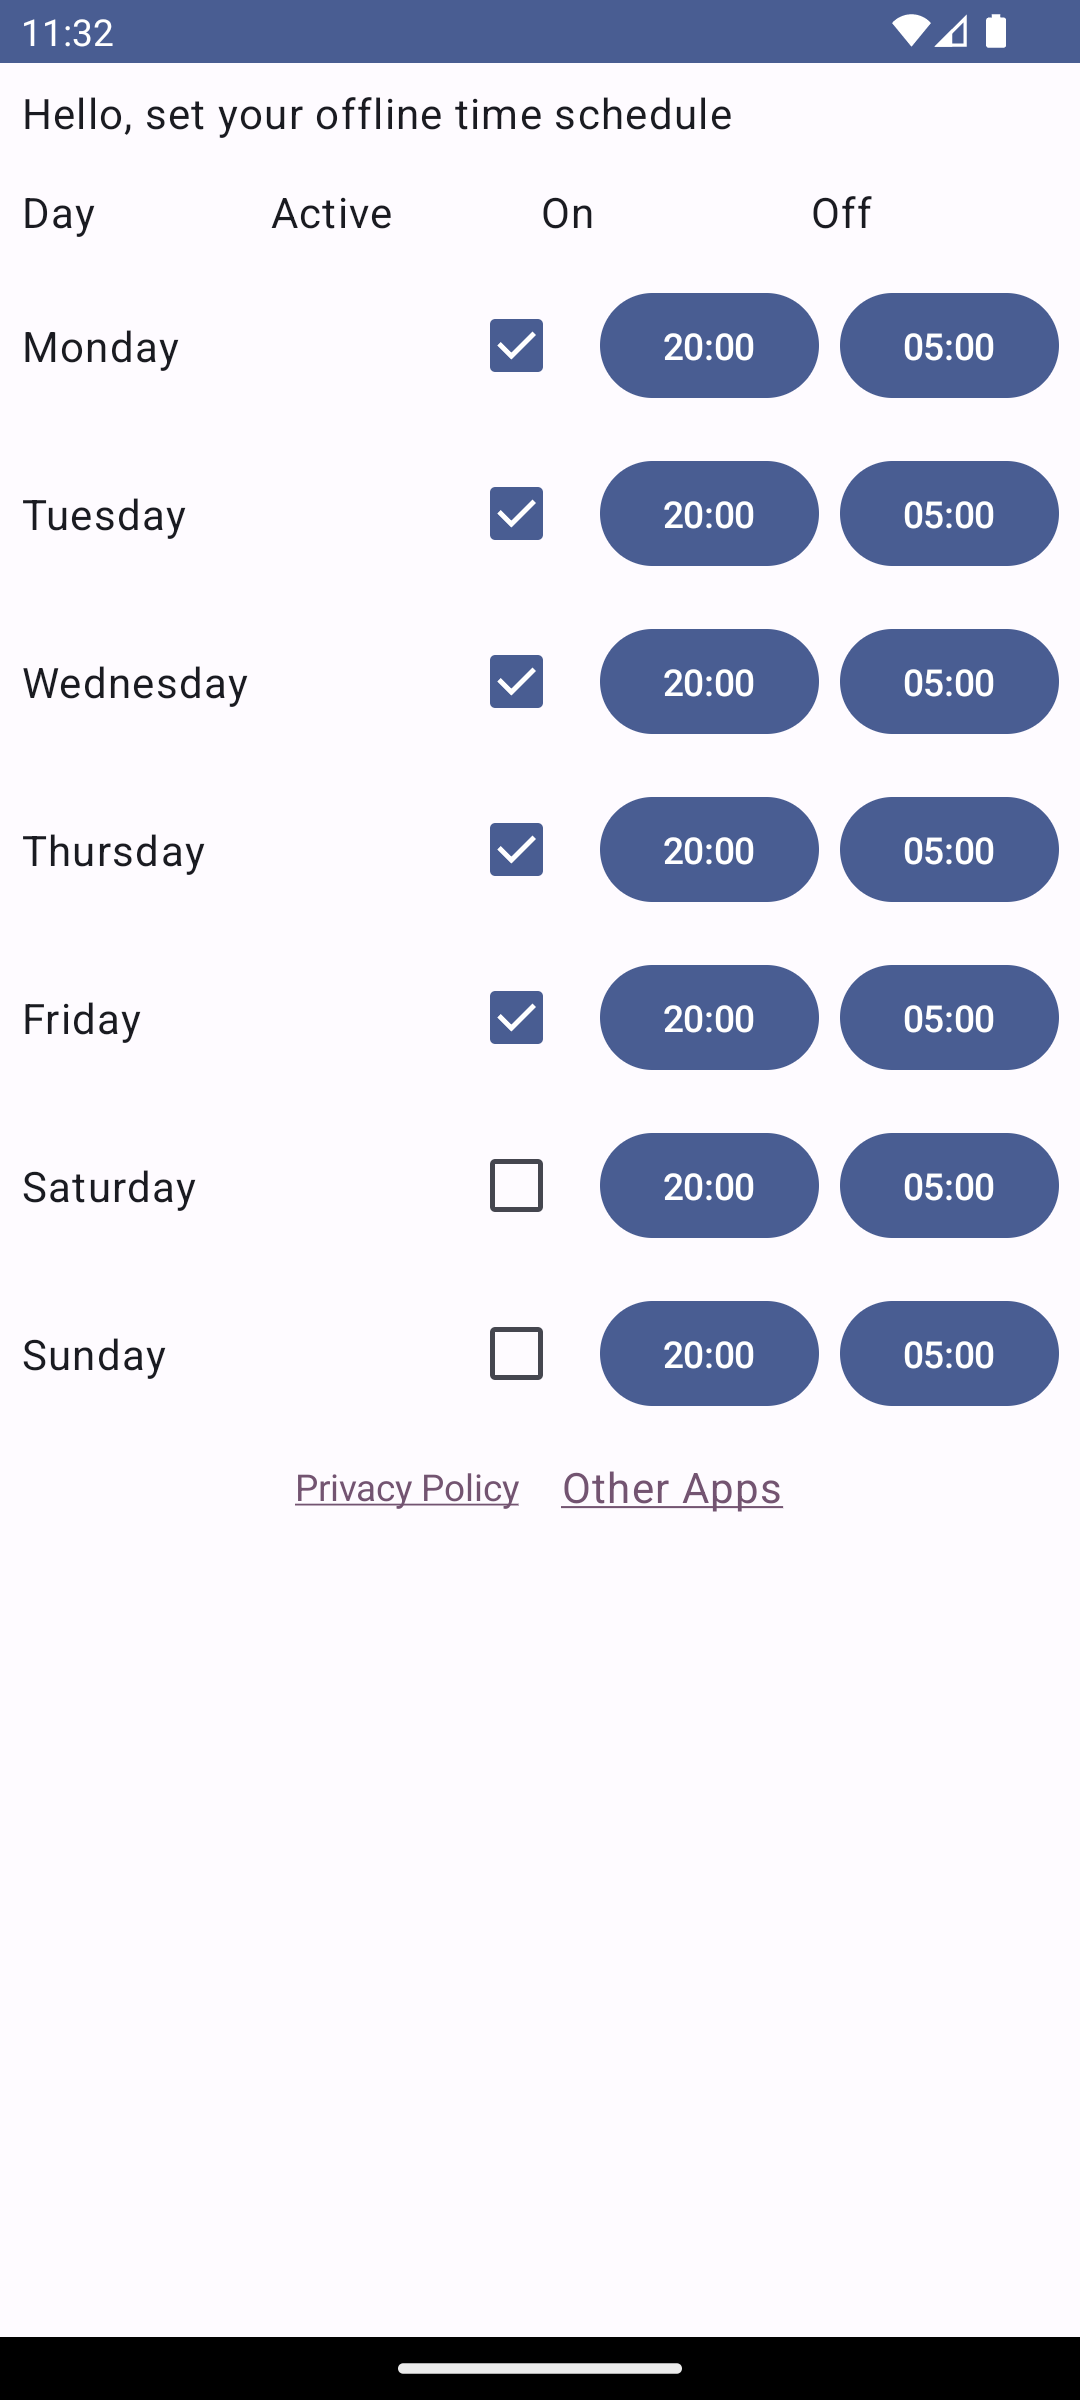 11:32
Hello, set your offline time schedule
Day Active On Off
Monday 20:00 05:00
Tuesday 20:00 05:00
Wednesday 20:00 05:00
Thursday 20:00 05:00
Friday 20:00 05:00
Saturday 20:00 05:00
Sunday 20:00 05:00
Privacy Policy Other Apps